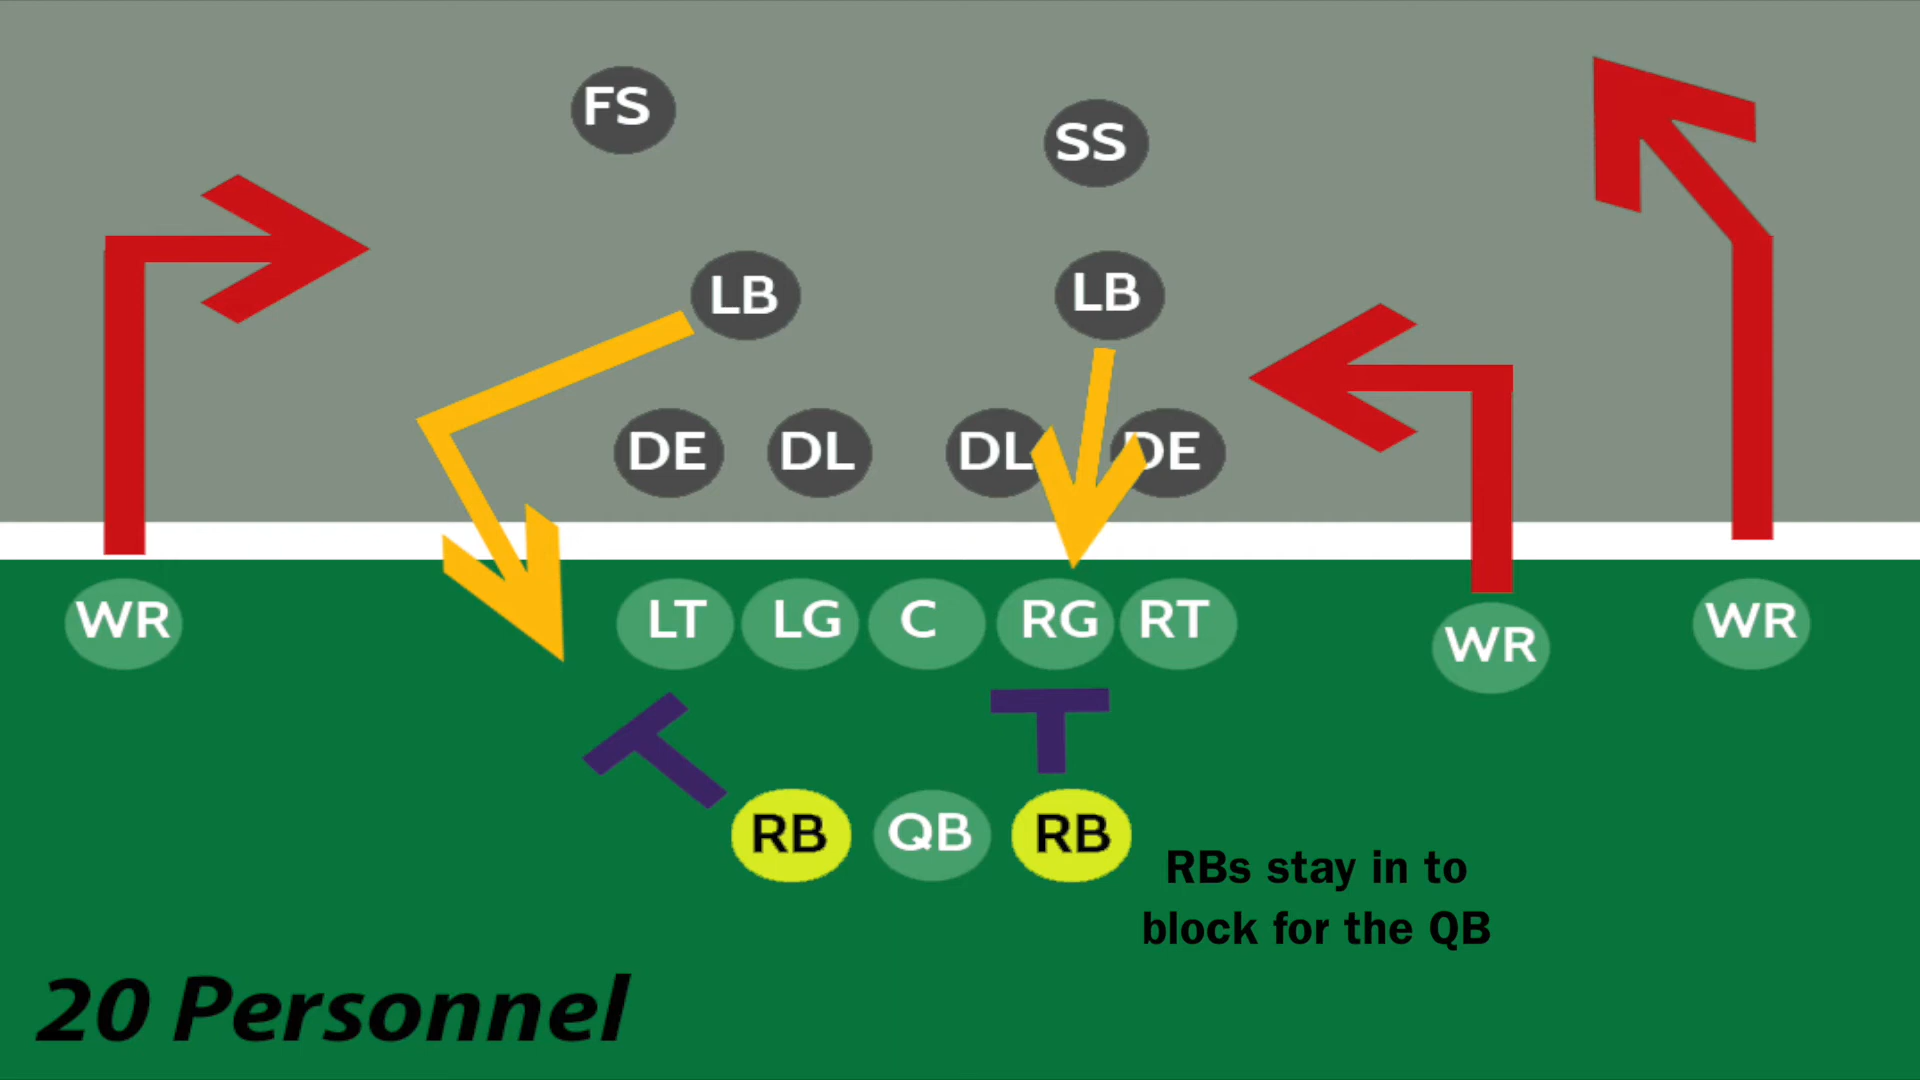 FS
SS
LB LB
DE DL DL DE
WR LT LG C RG RT WR WR
RB QB RB
RBs stay in to
block for the QB
20 Personnel